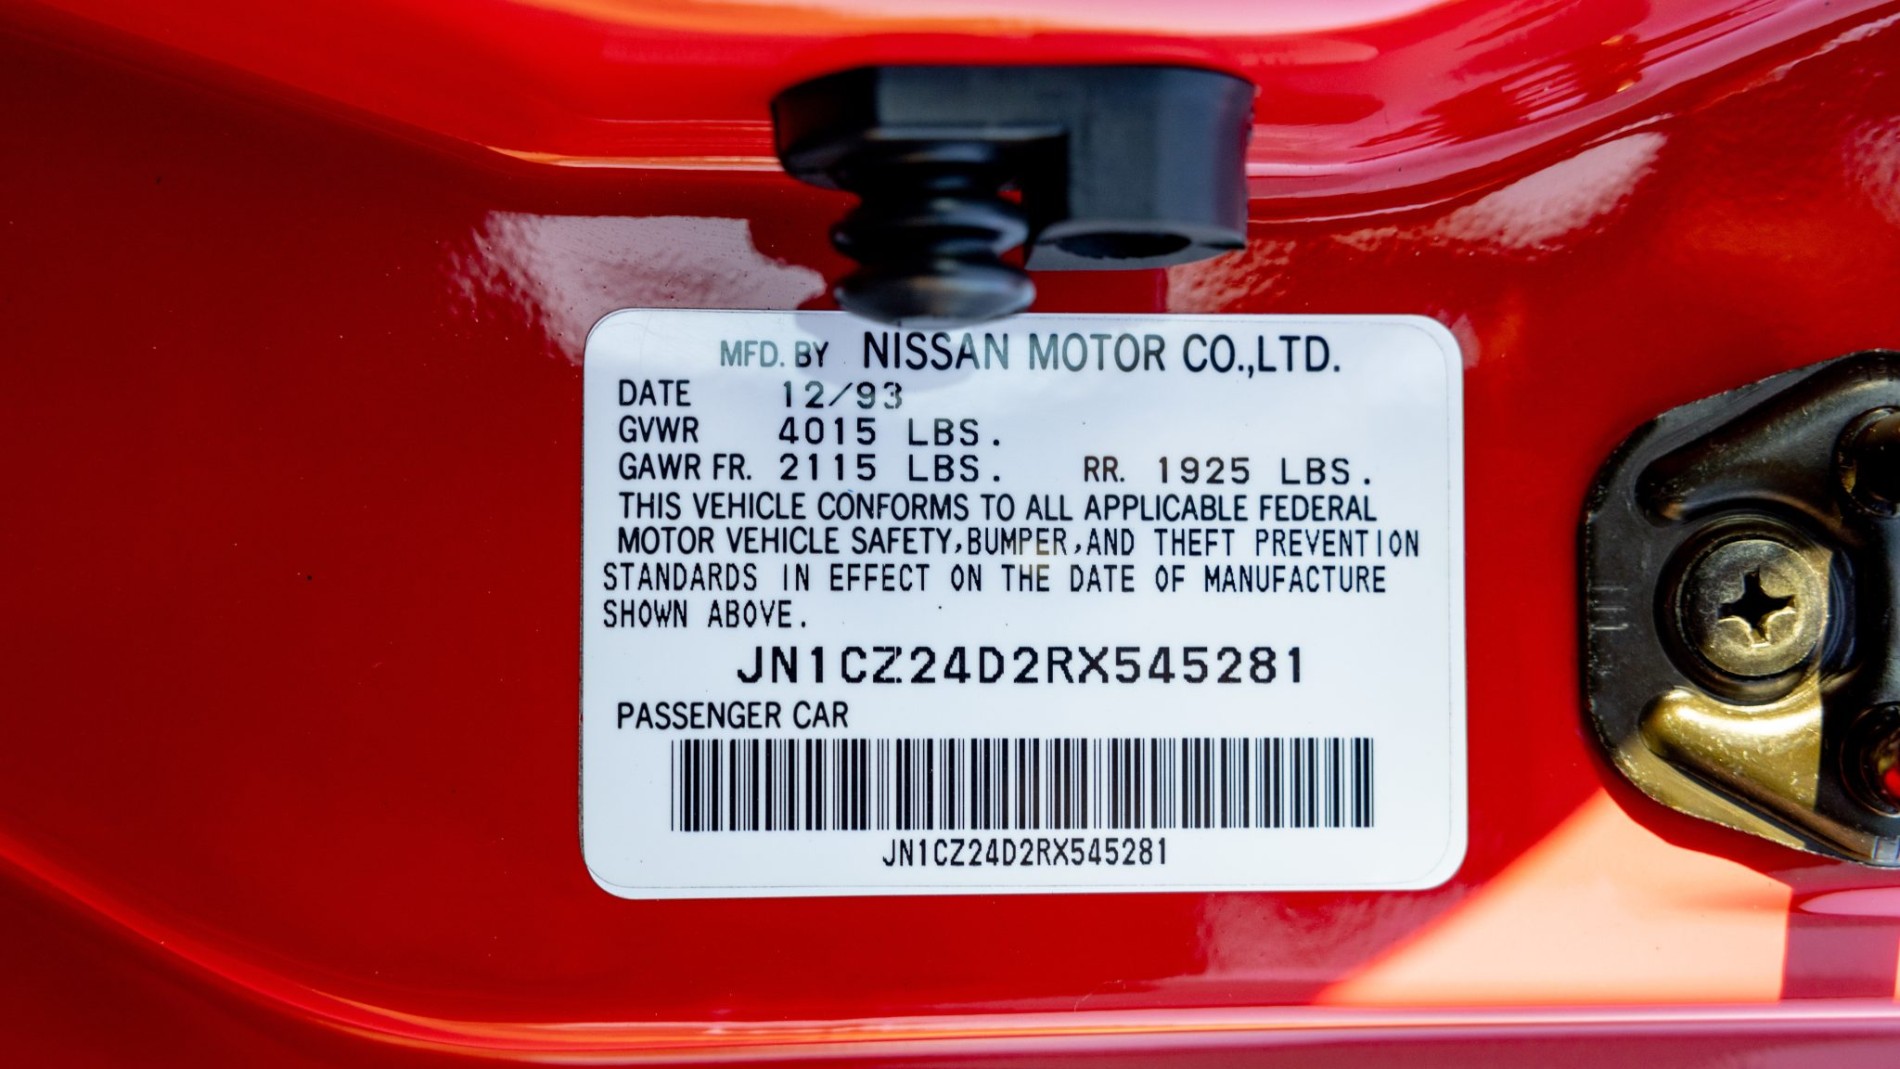 MFD. BY NISSAN MOTOR CO.,LTD.
DATE 12/93
GVWR 4015 LBS.
GAWR FR. 2115 LBS. RR. 1925 LBS.
THIS VEHICLE CONFORMS TO ALL APPLICABLE FEDERAL
MOTOR VEHICLE SAFETY,BUMPER,AND THEFT PREVENTION
STANDARDS IN EFFECT ON THE DATE OF MANUFACTURE
SHOWN ABOVE.
JN1CZ24D2RX545281
PASSENGER CAR
JN1CZ24D2RX545281